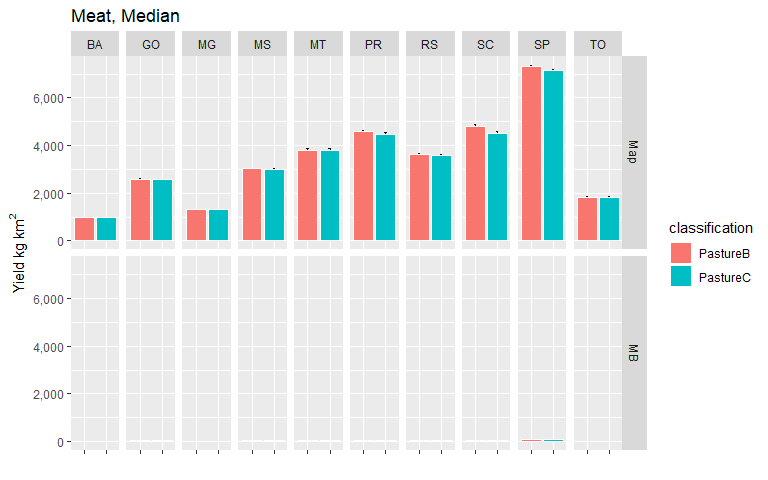 Meat, Median
BA GO MG MS MT PR RS SC SP TO
6,000
4,000
2,000
0
Map
6,000
4,000
2,000
0
MB
Yield kg km²
classification
PastureB
PastureC